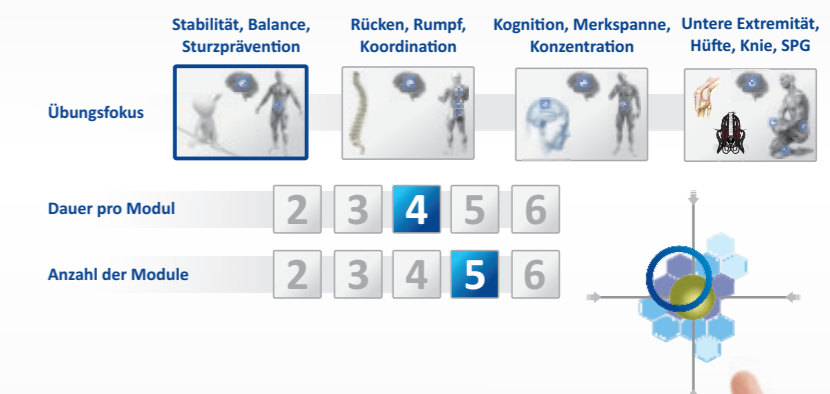 Stabilität, Balance,
Sturzprävention
Rücken, Rumpf,
Koordination
Kognition, Merkspanne,
Konzentration
Untere Extremität,
Hüfte, Knie, SPG
Übungsfokus
Dauer pro Modul
2 3 4 5 6
Anzahl der Module
2 3 4 5 6